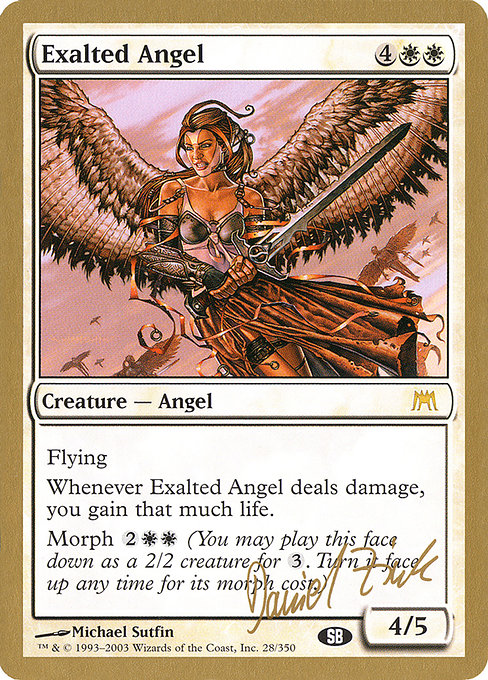 Exalted Angel 4
Creature — Angel
Flying
Whenever Exalted Angel deals damage,
you gain that much life.
Morph 2 (You may play this face
down as a 2/2 creature for 3. Turn it face
up any time for its morph cost.)
Daniel Zink
Michael Sutfin
SB
4/5
™ & © 1993–2003 Wizards of the Coast, Inc. 28/350